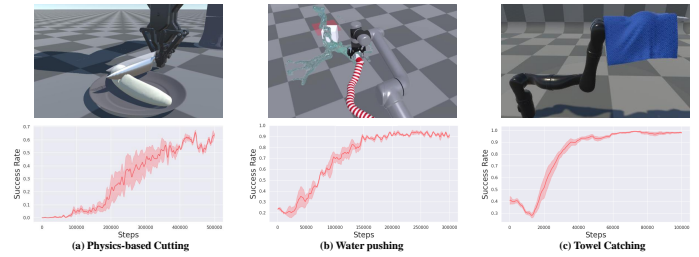 0.7
0.6
0.5
0.4
0.3
0.2
0.1
0.0
Success Rate
0 100000 200000 300000 400000 500000
Steps
(a) Physics-based Cutting
1.0
0.9
0.8
0.7
0.6
0.5
0.4
0.3
0.2
Success Rate
0 50000 100000 150000 200000 250000 300000
Steps
(b) Water pushing
1.0
0.9
0.8
0.7
0.6
0.5
0.4
0.3
Success Rate
0 20000 40000 60000 80000 100000
Steps
(c) Towel Catching